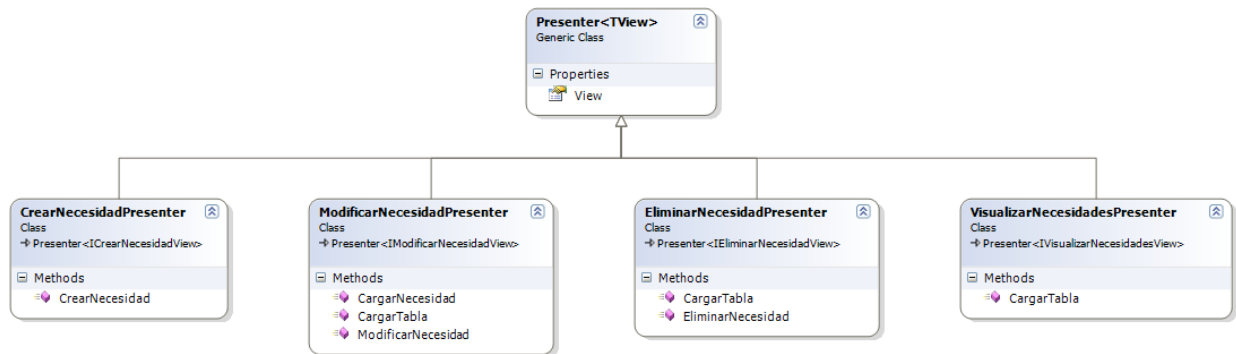 Presenter<TView>
Generic Class
Properties
View
CrearNecesidadPresenter
Class
Presenter<ICrearNecesidadView>
Methods
CrearNecesidad
ModificarNecesidadPresenter
Class
Presenter<IModificarNecesidadView>
Methods
CargarNecesidad
CargarTabla
ModificarNecesidad
EliminarNecesidadPresenter
Class
Presenter<IEliminarNecesidadView>
Methods
CargarTabla
EliminarNecesidad
VisualizarNecesidadesPresenter
Class
Presenter<IVisualizarNecesidadesView>
Methods
CargarTabla